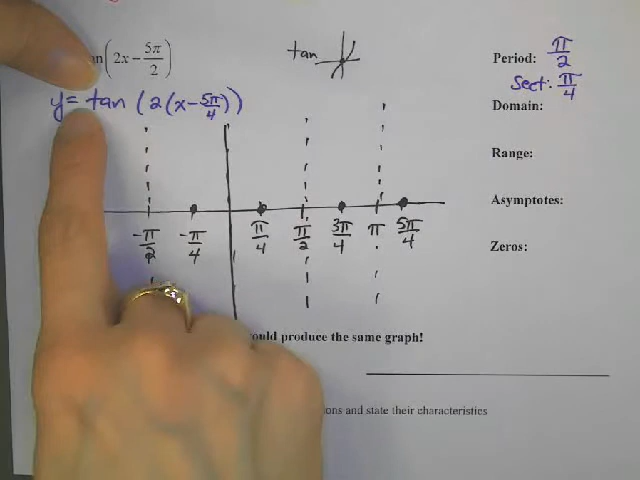 an(2x − 5π/2)
tan
Period: π/2
Sect: π/4
y = tan (2(x − 5π/4))
Domain:
Range:
Asymptotes:
-π/2 -π/4 π/4 π/2 3π/4 π 5π/4
Zeros:
ould produce the same graph!
ons and state their characteristics